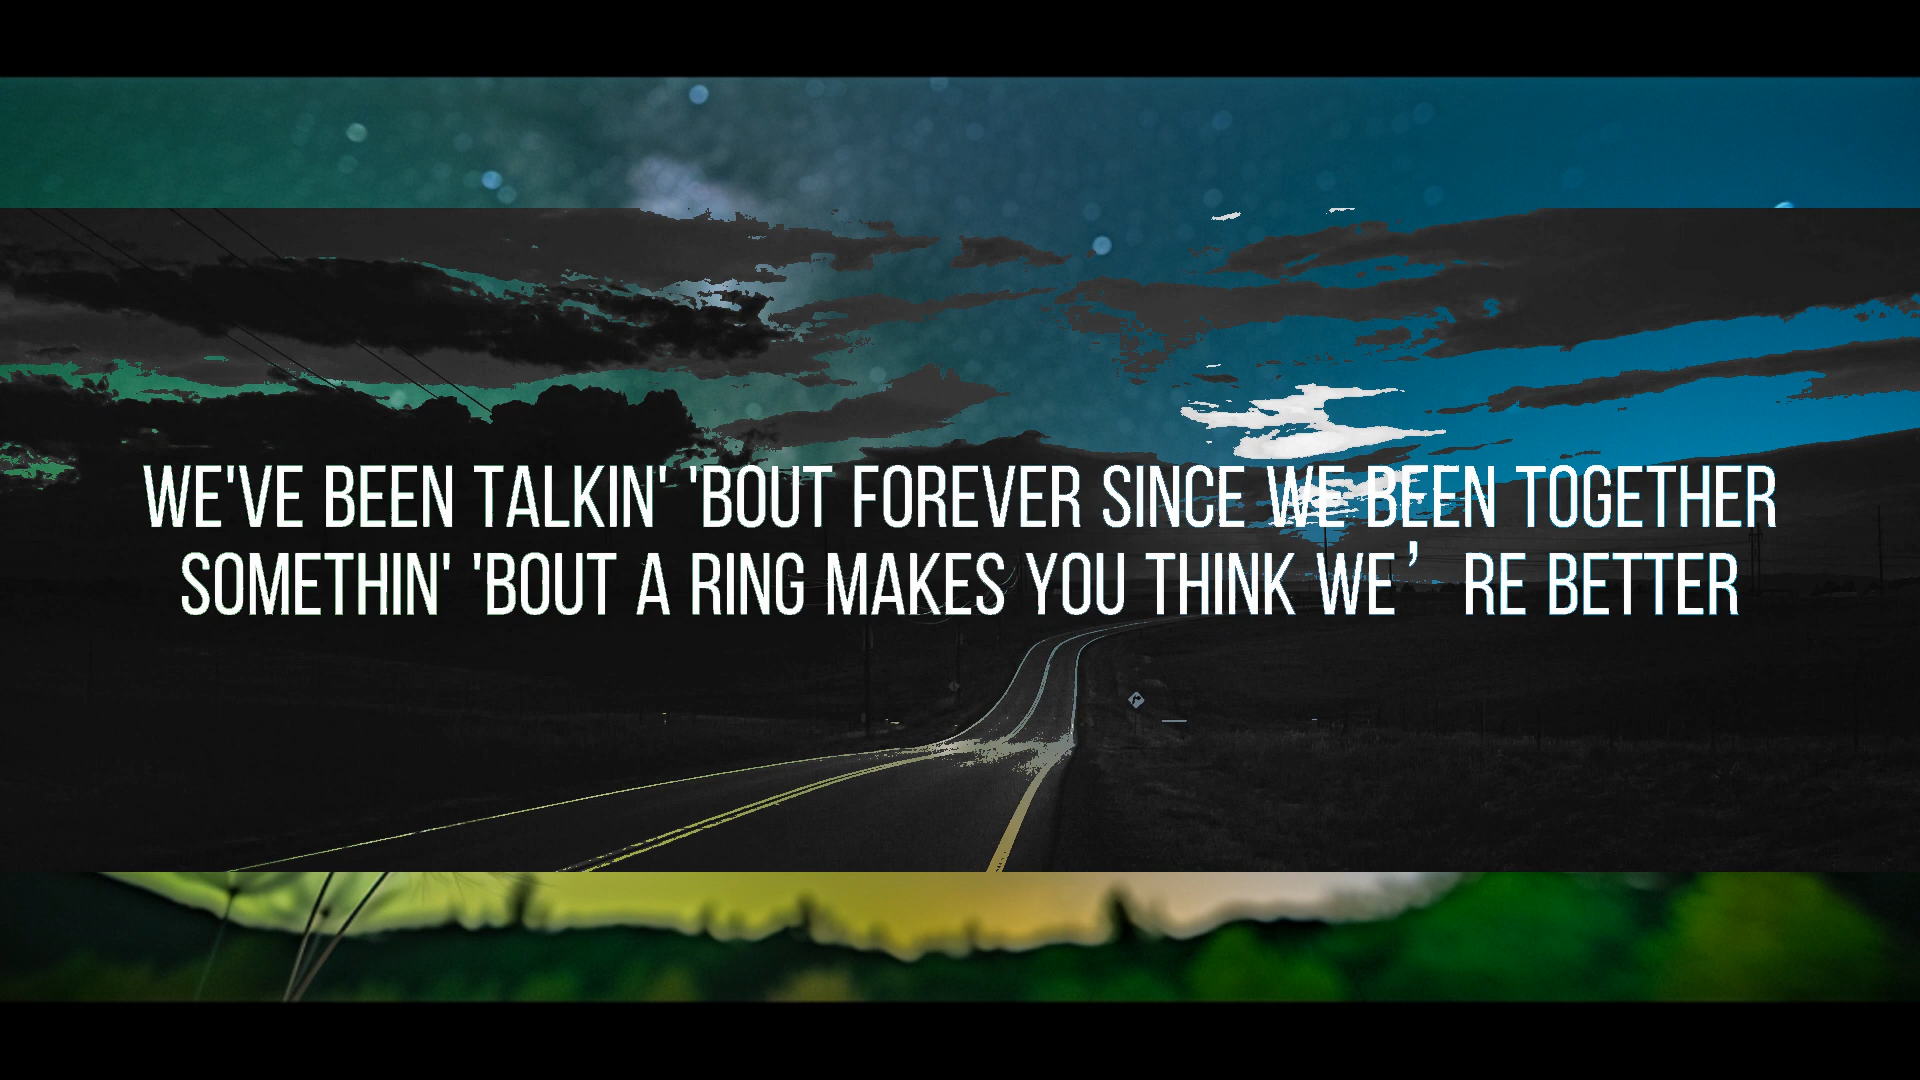 WE'VE BEEN TALKIN' 'BOUT FOREVER SINCE WE BEEN TOGETHER
SOMETHIN' 'BOUT A RING MAKES YOU THINK WE’ RE BETTER